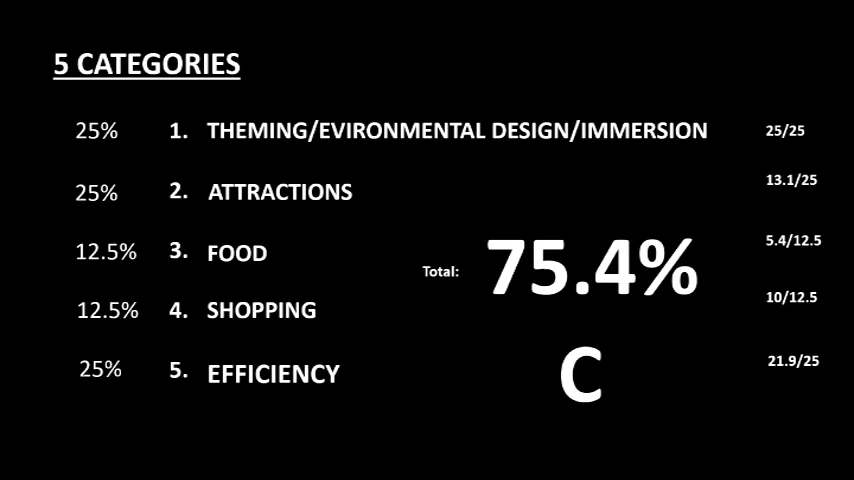 5 CATEGORIES
25% 1. THEMING/EVIRONMENTAL DESIGN/IMMERSION 25/25
25% 2. ATTRACTIONS 13.1/25
12.5% 3. FOOD 5.4/12.5
Total: 75.4%
12.5% 4. SHOPPING 10/12.5
25% 5. EFFICIENCY 21.9/25
C